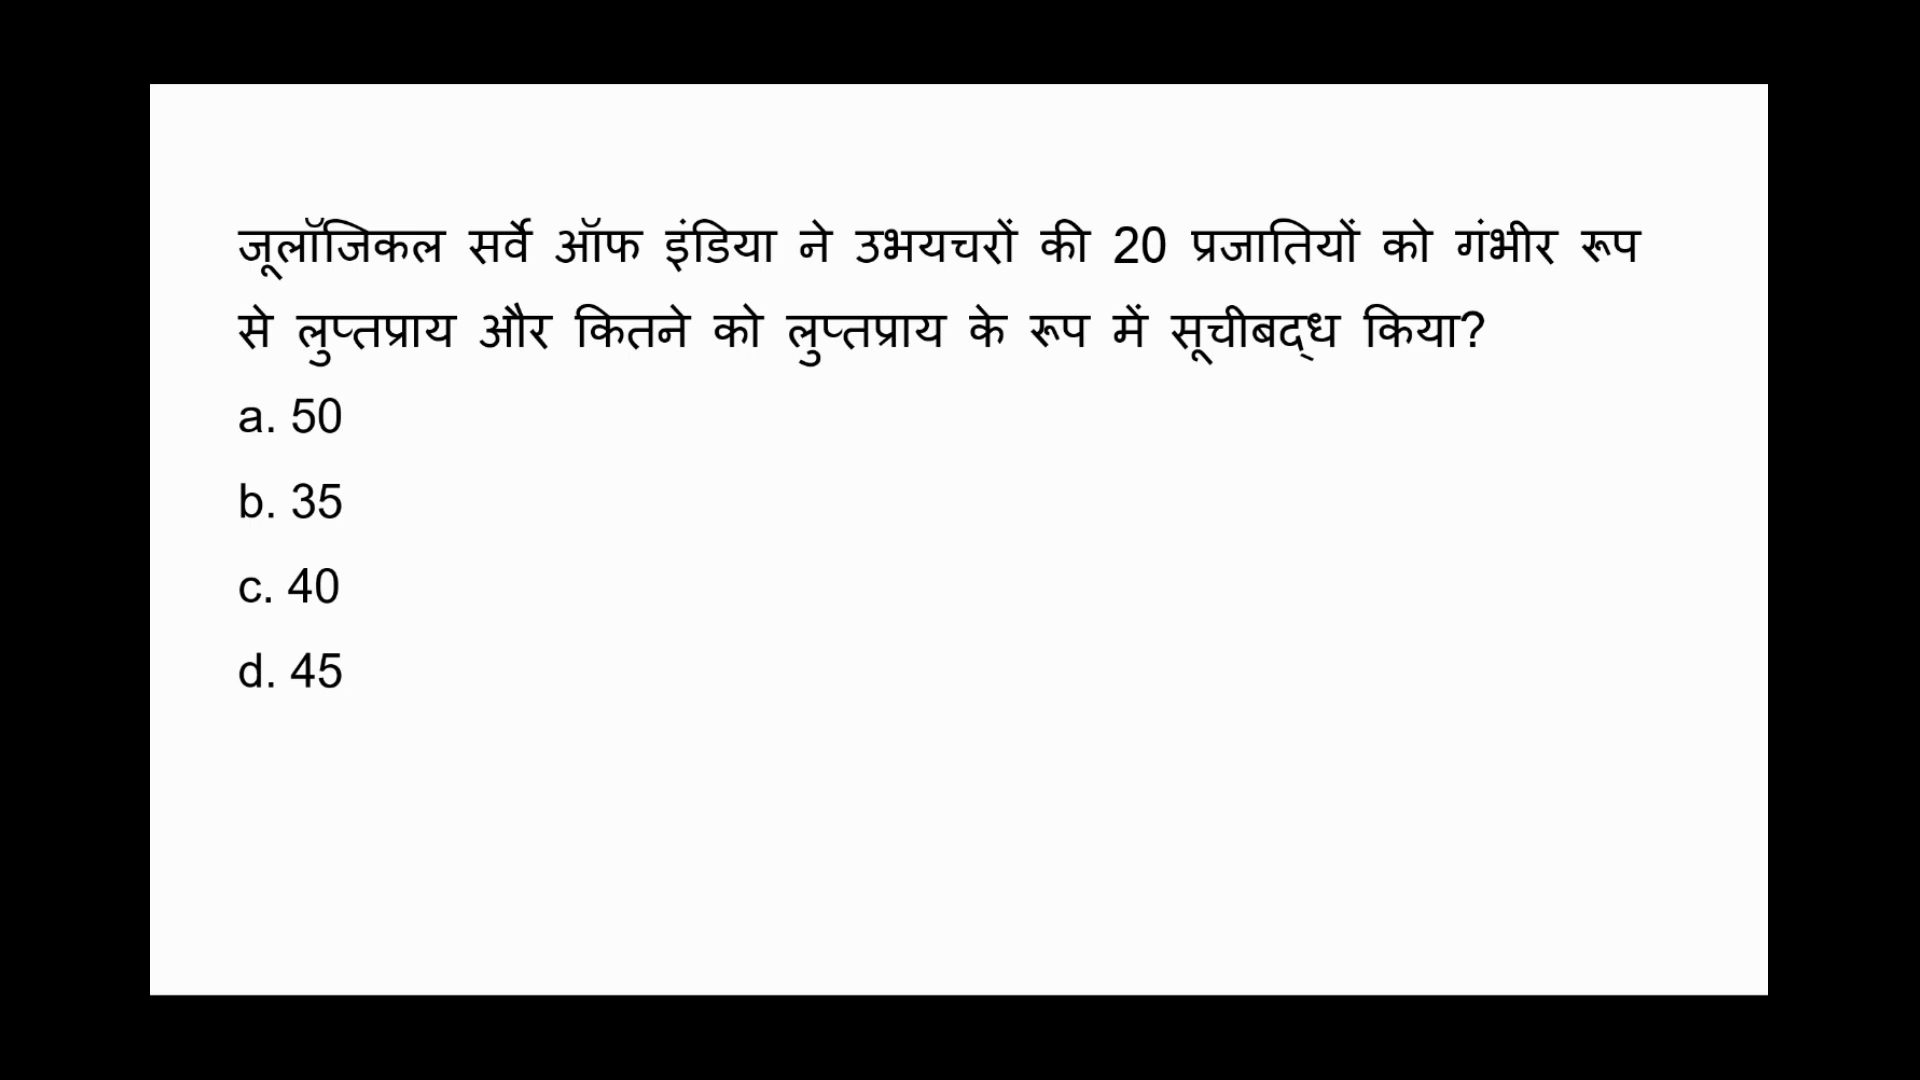 जूलॉजिकल सर्वे ऑफ इंडिया ने उभयचरों की 20 प्रजातियों को गंभीर रूप
से लुप्तप्राय और कितने को लुप्तप्राय के रूप में सूचीबद्ध किया?
a. 50
b. 35
c. 40
d. 45